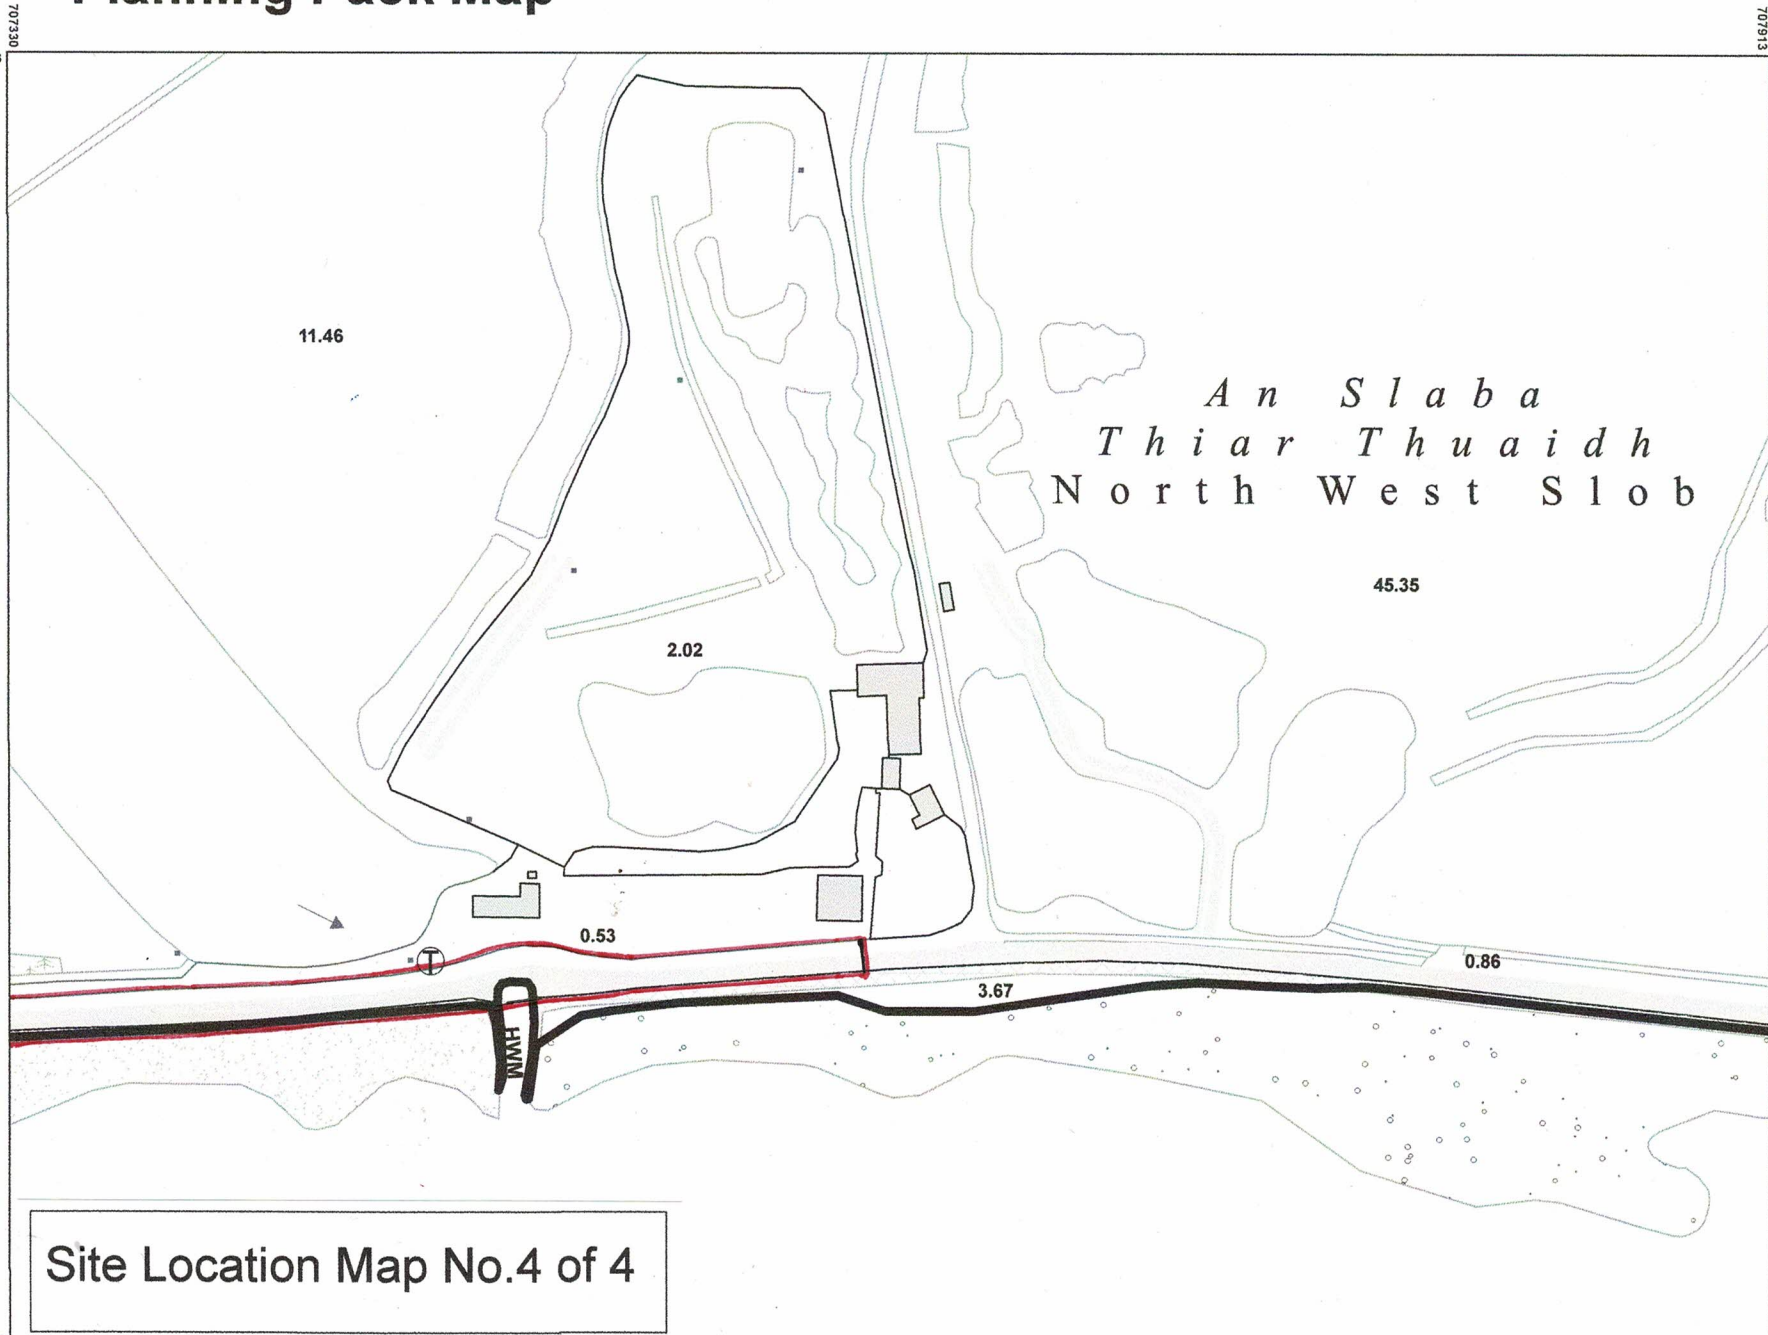 Planning Pack Map
707330
707913
11.46
An Slaba
Thiar Thuaidh
North West Slob
45.35
2.02
0.53
T
0.86
3.67
HWM
Site Location Map No.4 of 4